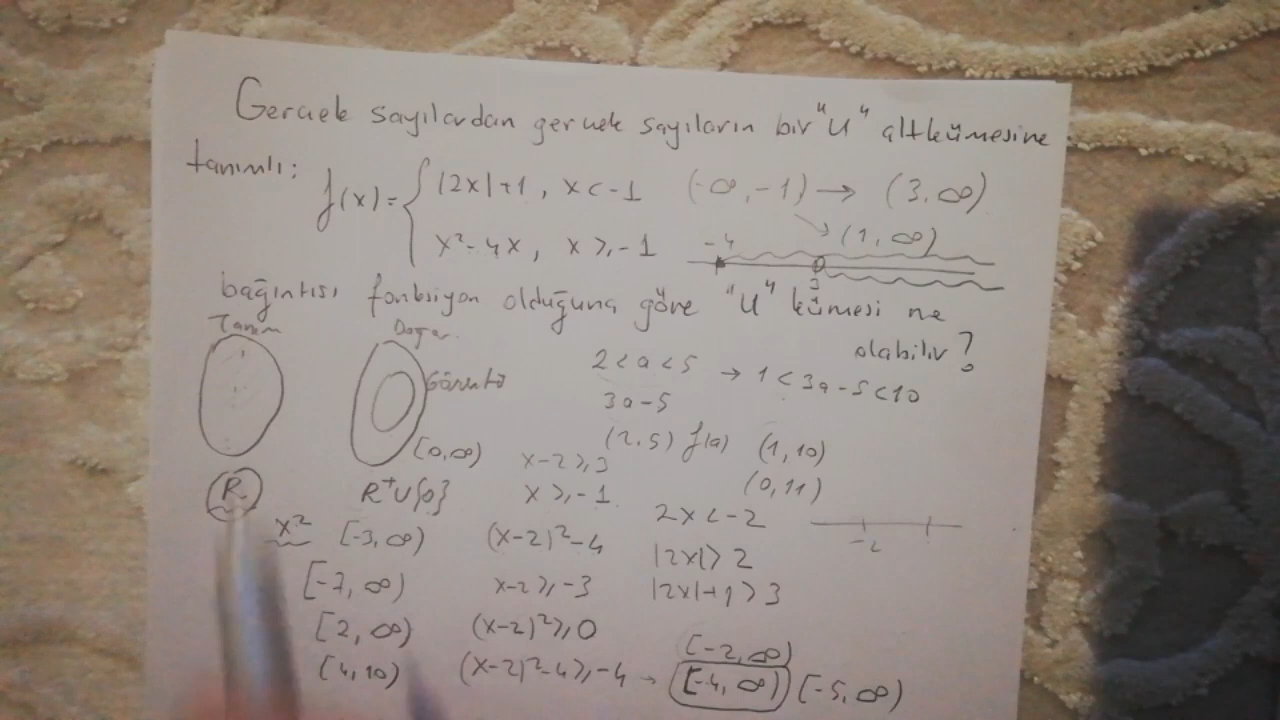 Gerçek sayılardan gerçek sayıların bir "U" altkümesine
tanımlı;
f(x)= { |2x|+1, x<-1 (-∞,-1) → (3,∞)
x²-4x, x≥-1 → (1,∞)
-4 3
bağıntısı fonksiyon olduğuna göre "U" kümesi ne
olabilir?
Tanım Değer
Görüntü
2<a<5 → 1<3a-5<10
3a-5
(2,5) f(a) (1,10)
[0,∞) x-2≥3 (0,11)
R R⁺∪{0} x≥-1
2x<-2 -2
x² [-3,∞) (x-2)²-4 |2x|>2
[-7,∞) x-2≥-3 |2x|+1>3
[2,∞) (x-2)²≥0 [-2,∞)
[4,10) (x-2)²-4≥-4 → [-4,∞) [-5,∞)